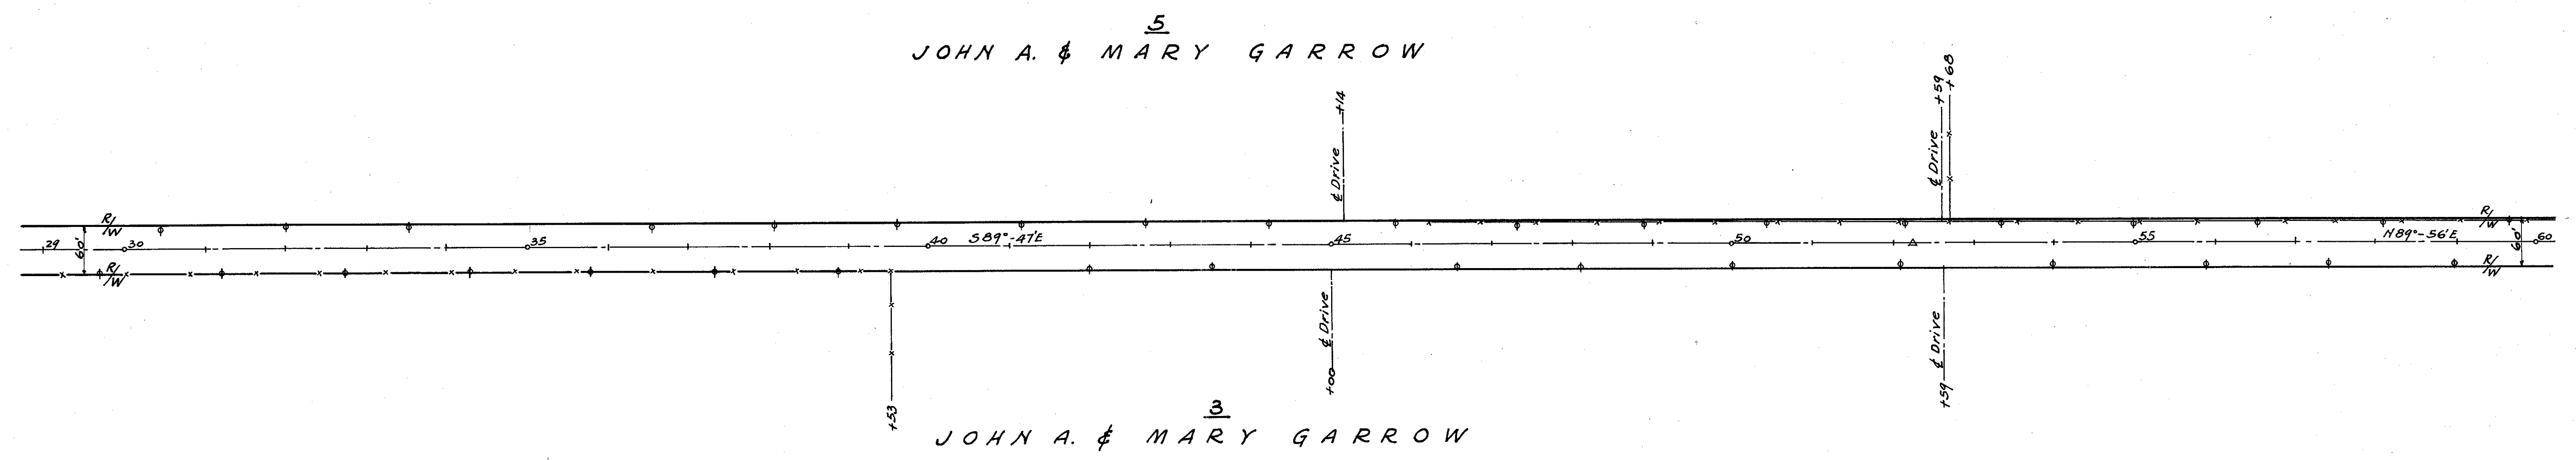 5
JOHN A. & MARY GARROW
+14
+59
+68
℄ Drive
℄ Drive
R/W
R/W
29
30
35
40
S89°-47'E
45
50
55
N89°-56'E
60
60'
60'
R/W
R/W
℄ Drive
℄ Drive
+53
+00
+59
3
JOHN A. & MARY GARROW